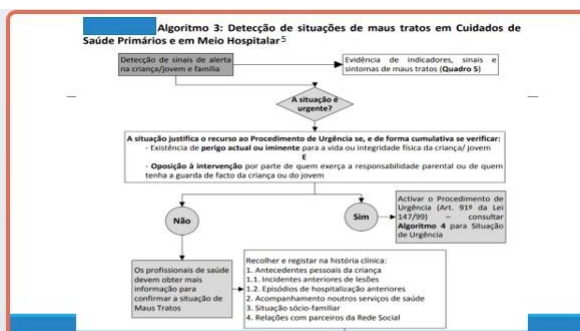 Algoritmo 3: Detecção de situações de maus tratos em Cuidados de
Saúde Primários e em Meio Hospitalar5
Detecção de sinais de alerta
na criança/jovem e família
Evidência de indicadores, sinais e
sintomas de maus tratos (Quadro 5)
A situação é
urgente?
A situação justifica o recurso ao Procedimento de Urgência se, e de forma cumulativa se verificar:
- Existência de perigo actual ou iminente para a vida ou integridade física da criança/ jovem
E
- Oposição à intervenção por parte de quem exerça a responsabilidade parental ou de quem
tenha a guarda de facto da criança ou do jovem
Não
Sim
Activar o Procedimento de
Urgência (Art. 91º da Lei
147/99) – consultar
Algoritmo 4 para Situação
de Urgência
Os profissionais de saúde
devem obter mais
informação para
confirmar a situação de
Maus Tratos
Recolher e registar na história clínica:
1. Antecedentes pessoais da criança
1.1. Incidentes anteriores de lesões
1.2. Episódios de hospitalização anteriores
2. Acompanhamento noutros serviços de saúde
3. Situação sócio-familiar
4. Relações com parceiros da Rede Social